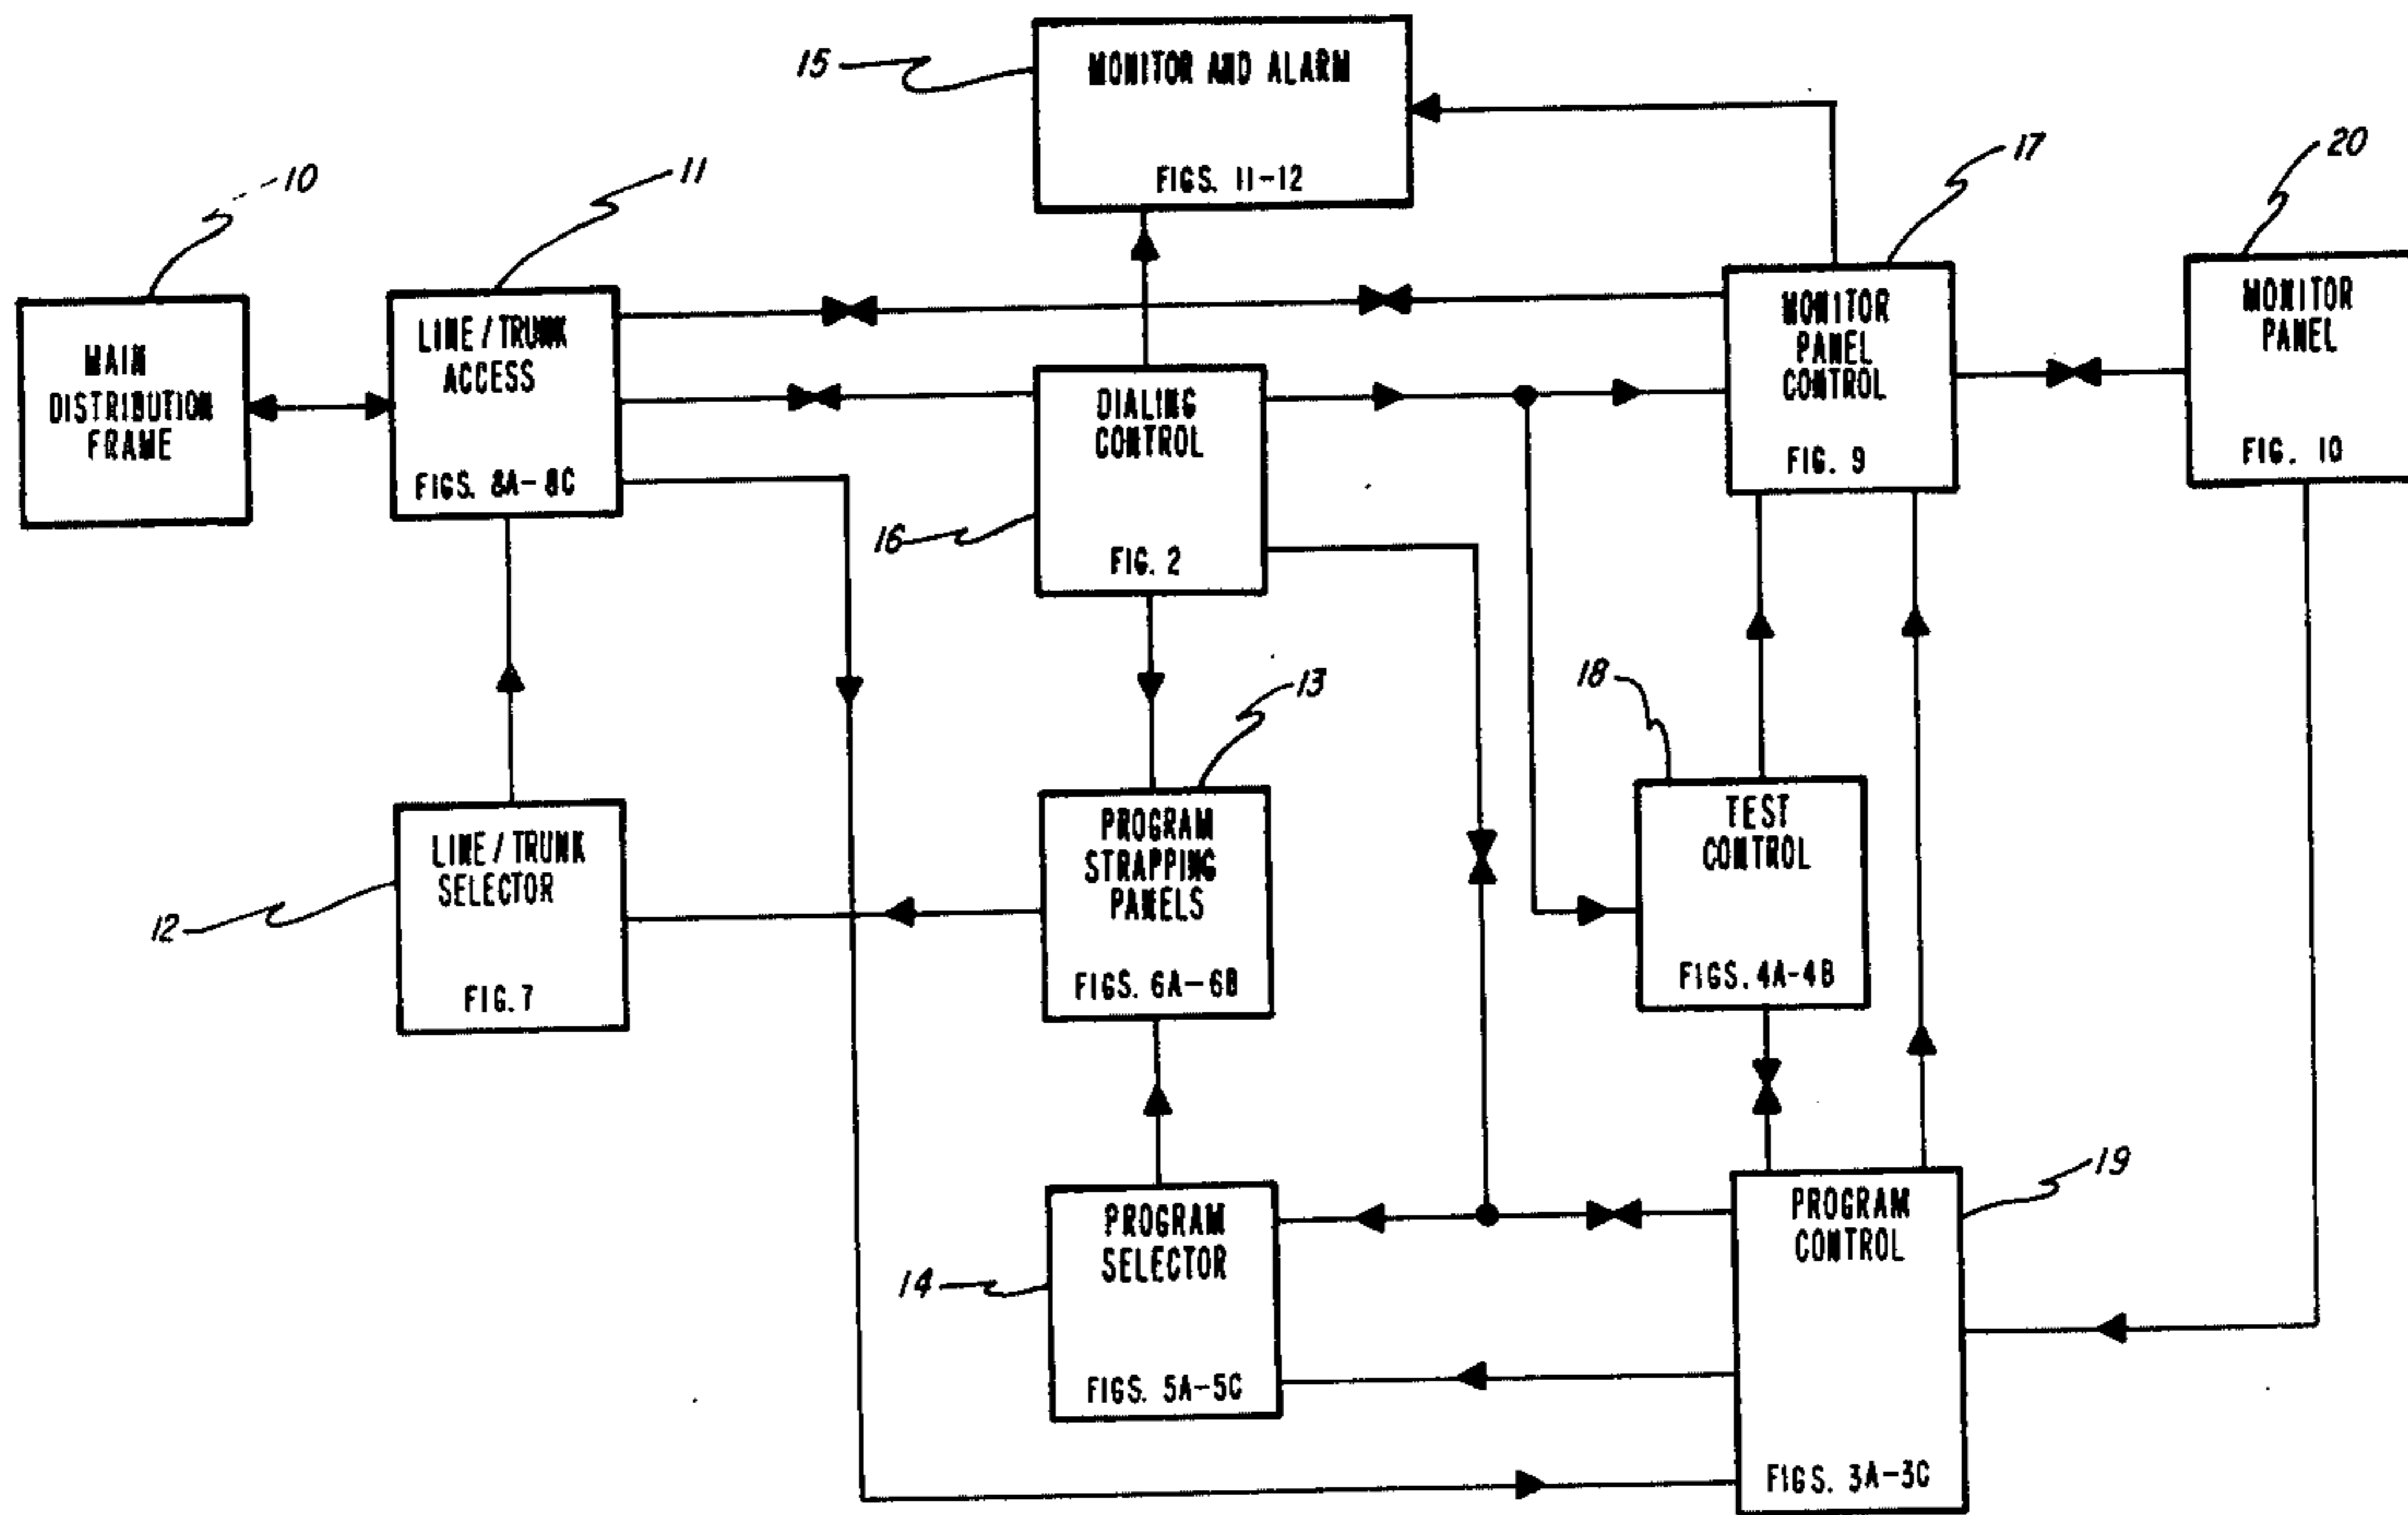 15
MONITOR AND ALARM
FIGS. 11-12
10
MAIN
DISTRIBUTION
FRAME
11
LINE/TRUNK
ACCESS
FIGS. 8A-8C
16
DIALING
CONTROL
FIG. 2
17
MONITOR
PANEL
CONTROL
FIG. 9
20
MONITOR
PANEL
FIG. 10
12
LINE/TRUNK
SELECTOR
FIG. 7
13
PROGRAM
STRAPPING
PANELS
FIGS. 6A-6B
18
TEST
CONTROL
FIGS. 4A-4B
14
PROGRAM
SELECTOR
FIGS. 5A-5C
19
PROGRAM
CONTROL
FIGS. 3A-3C